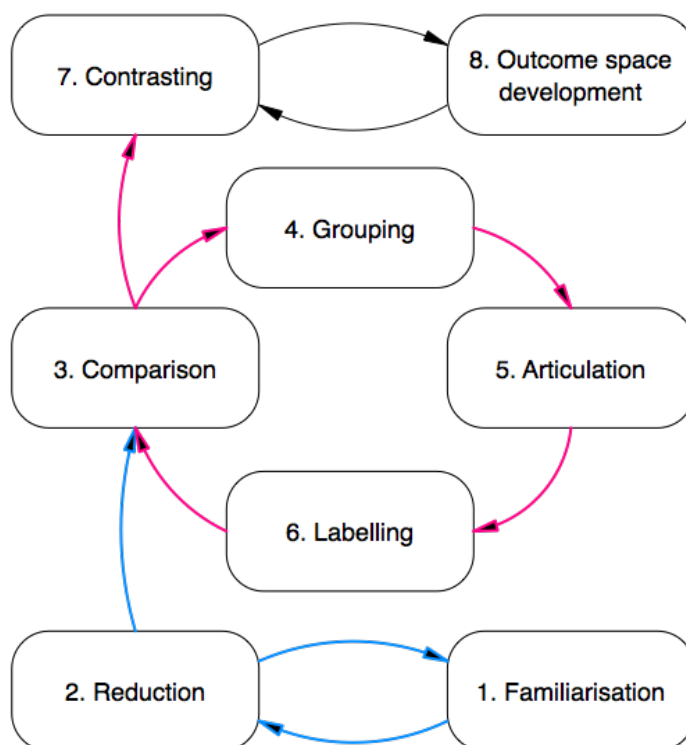 7. Contrasting
8. Outcome space
development
4. Grouping
3. Comparison
5. Articulation
6. Labelling
2. Reduction
1. Familiarisation